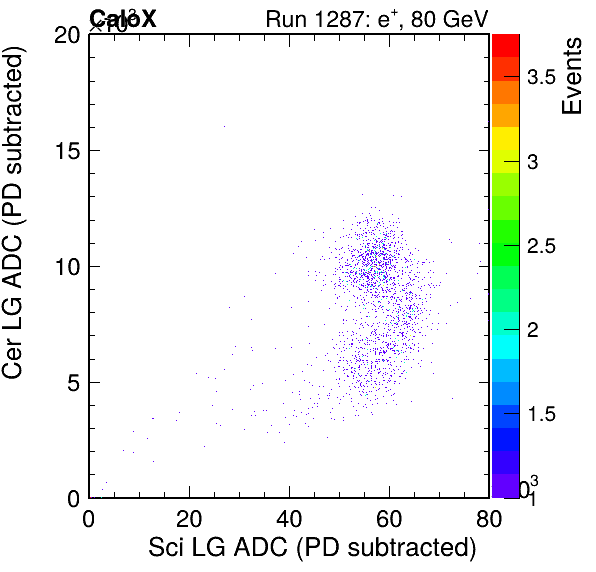 CaloX
Run 1287: e+, 80 GeV
×10³
Cer LG ADC (PD subtracted)
20
15
10
5
0
0 20 40 60 80
Sci LG ADC (PD subtracted)
Events
3.5
3
2.5
2
1.5
1